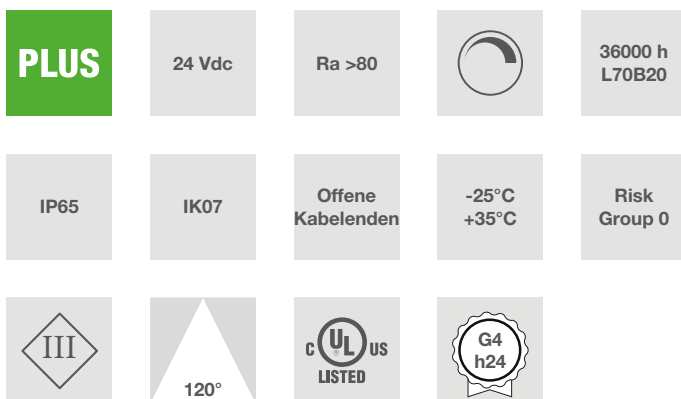 PLUS
24 Vdc
Ra >80
36000 h
L70B20
IP65
IK07
Offene
Kabelenden
-25°C
+35°C
Risk
Group 0
III
120°
C UL® US
LISTED
G4
h24